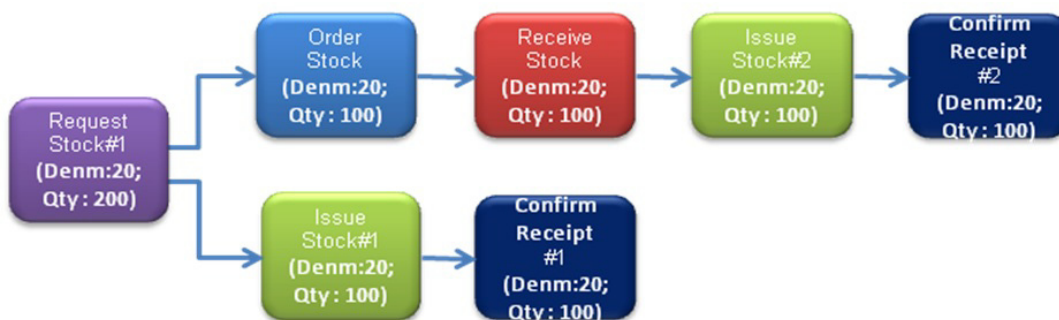 Request
Stock#1
(Denm:20;
Qty : 200)
Order
Stock
(Denm:20;
Qty : 100)
Receive
Stock
(Denm:20;
Qty : 100)
Issue
Stock#2
(Denm:20;
Qty : 100)
Confirm
Receipt
#2
(Denm:20;
Qty : 100)
Issue
Stock#1
(Denm:20;
Qty : 100)
Confirm
Receipt
#1
(Denm:20;
Qty : 100)